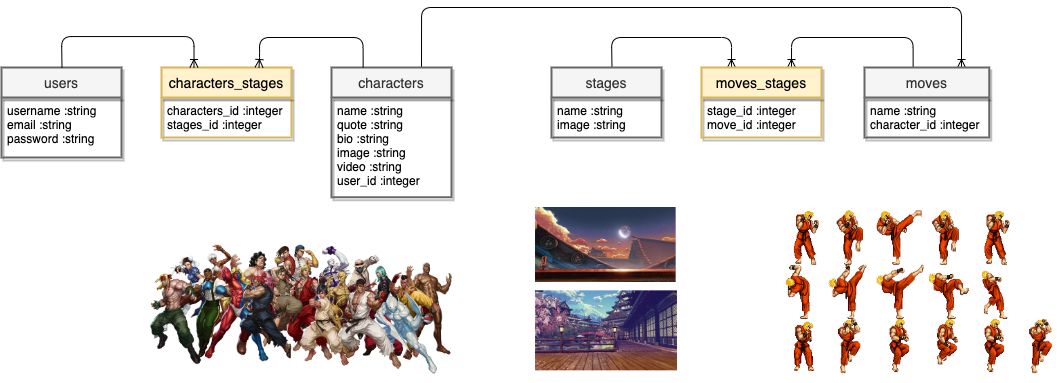 users
username :string
email :string
password :string
characters_stages
characters_id :integer
stages_id :integer
characters
name :string
quote :string
bio :string
image :string
video :string
user_id :integer
stages
name :string
image :string
moves_stages
stage_id :integer
move_id :integer
moves
name :string
character_id :integer